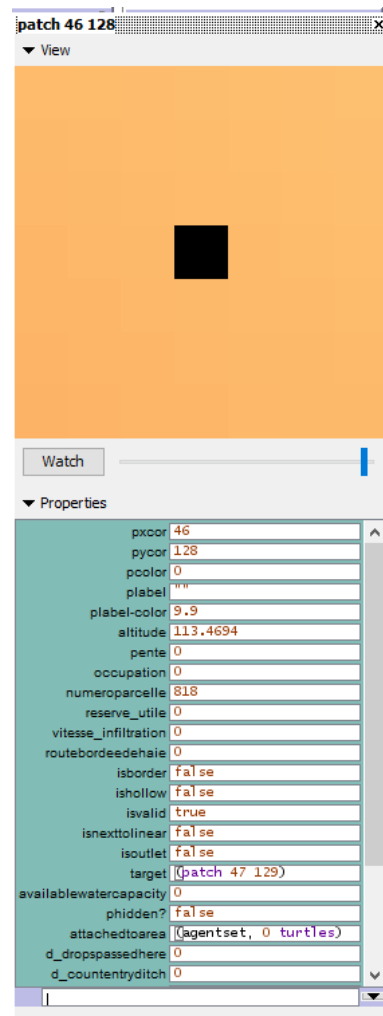 patch 46 128
▼ View
Watch
▼ Properties
pxcor 46
pycor 128
pcolor 0
plabel ""
plabel-color 9.9
altitude 113.4694
pente 0
occupation 0
numeroparcelle 818
reserve_utile 0
vitesse_infiltration 0
routebordeedehaie 0
isborder false
ishollow false
isvalid true
isnexttolinear false
isoutlet false
target (patch 47 129)
availablewatercapacity 0
phidden? false
attachedtoarea (agentset, 0 turtles)
d_dropspassedhere 0
d_countentryditch 0